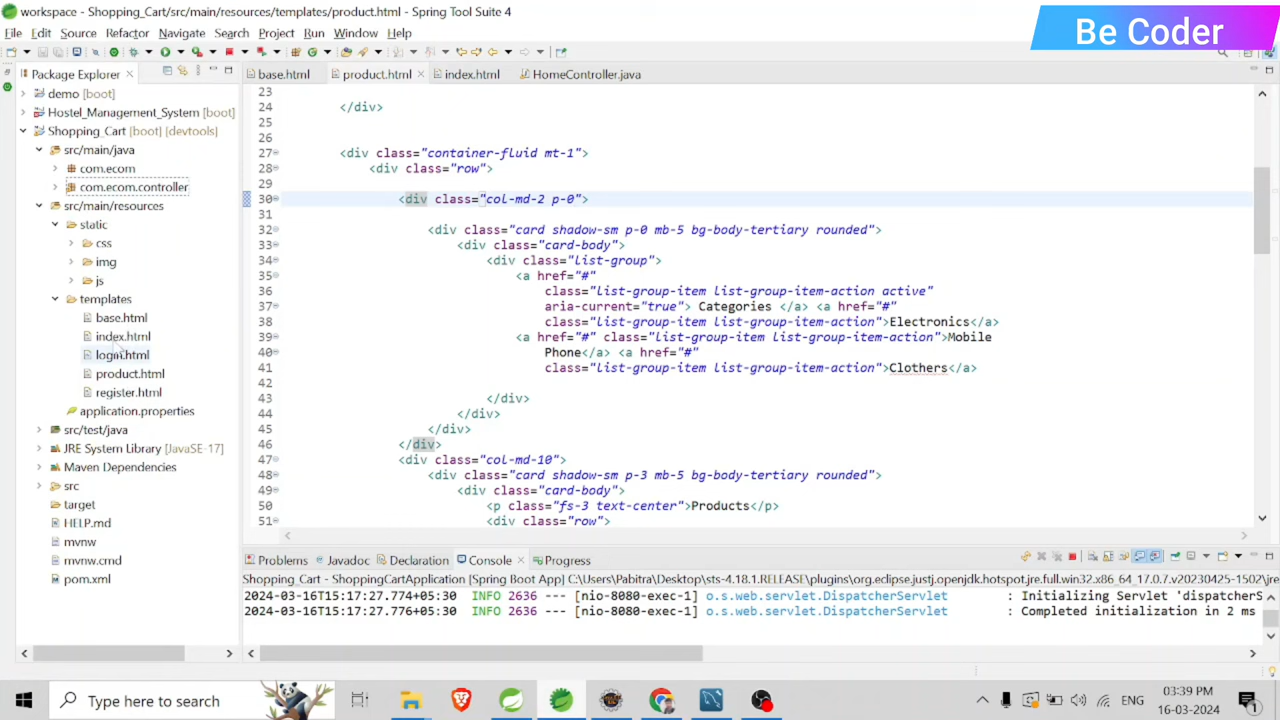 workspace - Shopping_Cart/src/main/resources/templates/product.html - Spring Tool Suite 4
Be Coder
File Edit Source Refactor Navigate Search Project Run Window Help
Package Explorer
base.html product.html index.html HomeController.java
demo [boot]
Hostel_Management_System [boot]
Shopping_Cart [boot] [devtools]
src/main/java
com.ecom
com.ecom.controller
src/main/resources
static
css
img
js
templates
base.html
index.html
login.html
product.html
register.html
application.properties
src/test/java
JRE System Library [JavaSE-17]
Maven Dependencies
src
target
HELP.md
mvnw
mvnw.cmd
pom.xml
23
24 </div>
25
26
27 <div class="container-fluid mt-1">
28 <div class="row">
29
30 <div class="col-md-2 p-0">
31
32 <div class="card shadow-sm p-0 mb-5 bg-body-tertiary rounded">
33 <div class="card-body">
34 <div class="list-group">
35 <a href="#"
36 class="list-group-item list-group-item-action active"
37 aria-current="true"> Categories </a> <a href="#"
38 class="list-group-item list-group-item-action">Electronics</a>
39 <a href="#" class="list-group-item list-group-item-action">Mobile
40 Phone</a> <a href="#"
41 class="list-group-item list-group-item-action">Clothers</a>
42
43 </div>
44 </div>
45 </div>
46 </div>
47 <div class="col-md-10">
48 <div class="card shadow-sm p-3 mb-5 bg-body-tertiary rounded">
49 <div class="card-body">
50 <p class="fs-3 text-center">Products</p>
51 <div class="row">
Problems Javadoc Declaration Console Progress
Shopping_Cart - ShoppingCartApplication [Spring Boot App] C:\Users\Pabitra\Desktop\sts-4.18.1.RELEASE\plugins\org.eclipse.justj.openjdk.hotspot.jre.full.win32.x86_64_17.0.7.v20230425-1502\jre
2024-03-16T15:17:27.774+05:30 INFO 2636 --- [nio-8080-exec-1] o.s.web.servlet.DispatcherServlet : Initializing Servlet 'dispatcherS
2024-03-16T15:17:27.776+05:30 INFO 2636 --- [nio-8080-exec-1] o.s.web.servlet.DispatcherServlet : Completed initialization in 2 ms
Type here to search
ENG
03:39 PM
16-03-2024
1